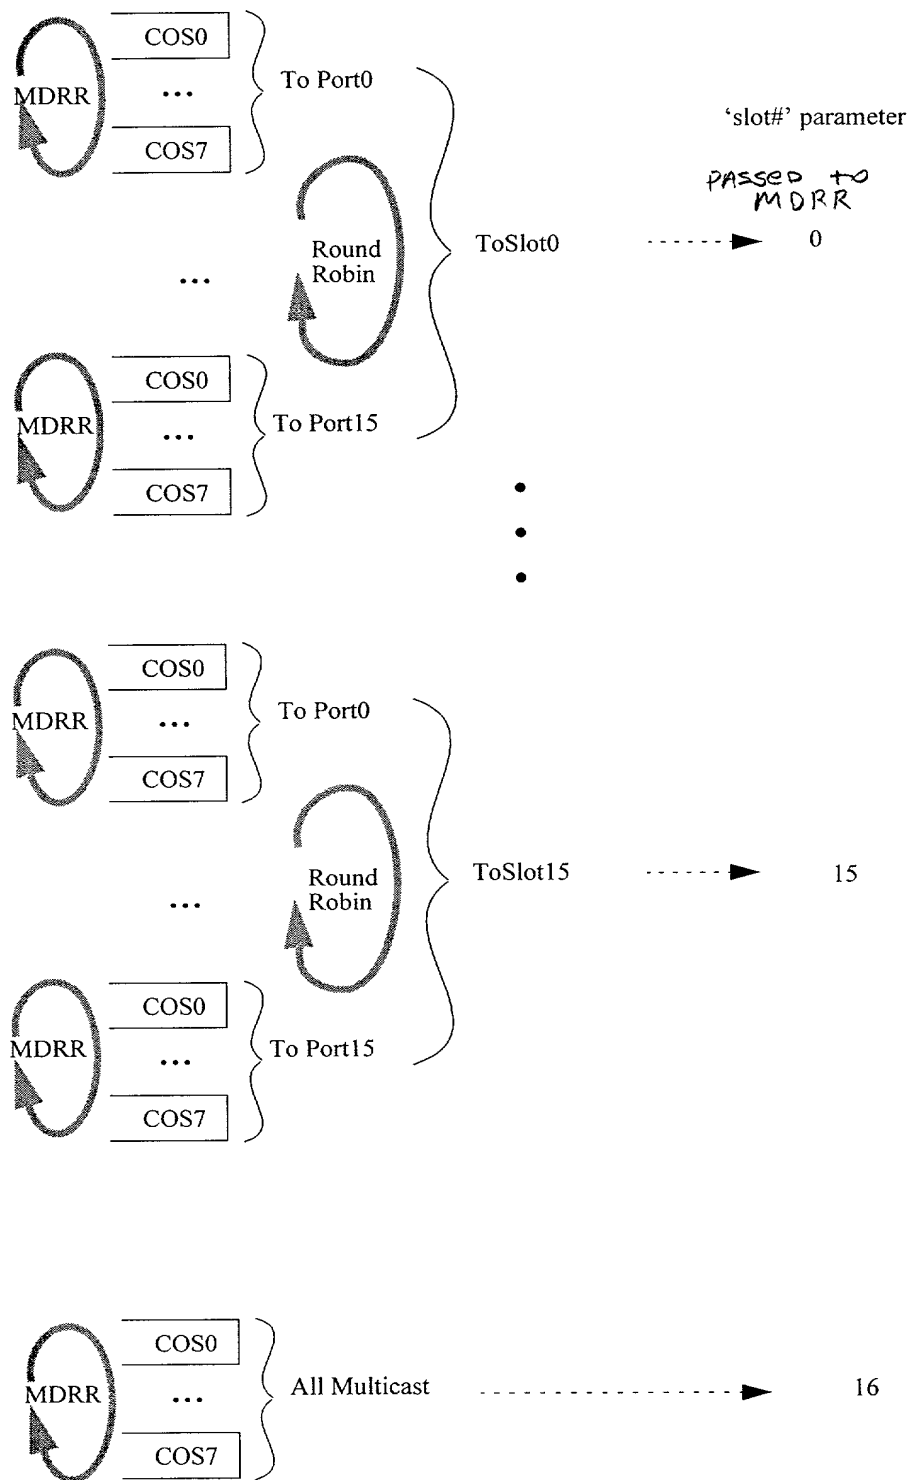 COS0
MDRR
...
To Port0
COS7
'slot#' parameter
PASSED to
MDRR
Round
Robin
ToSlot0
0
...
COS0
MDRR
...
To Port15
COS7
COS0
MDRR
...
To Port0
COS7
Round
Robin
ToSlot15
15
...
COS0
MDRR
...
To Port15
COS7
COS0
MDRR
...
All Multicast
16
COS7